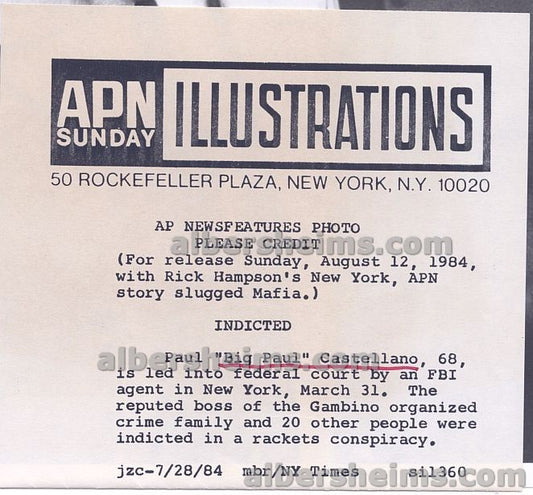 APN
SUNDAY
ILLUSTRATIONS
50 ROCKEFELLER PLAZA, NEW YORK, N.Y. 10020
AP NEWSFEATURES PHOTO
PLEASE CREDIT
albersheims.com
(For release Sunday, August 12, 1984,
with Rick Hampson's New York, APN
story slugged Mafia.)
INDICTED
Paul "Big Paul" Castellano, 68,
albersheims.com
is led into federal court by an FBI
agent in New York, March 31. The
reputed boss of the Gambino organized
crime family and 20 other people were
indicted in a rackets conspiracy.
jzc-7/28/84 mbr/NY Times sil360
albersheims.com